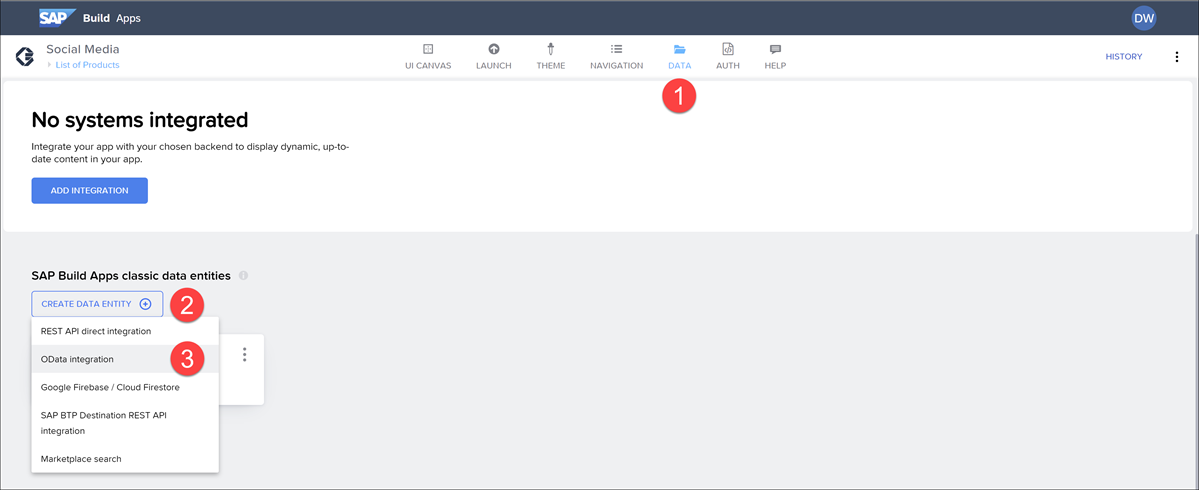 SAP Build Apps DW
Social Media
List of Products
UI CANVAS LAUNCH THEME NAVIGATION DATA AUTH HELP
HISTORY
1
No systems integrated
Integrate your app with your chosen backend to display dynamic, up-to-
date content in your app.
ADD INTEGRATION
SAP Build Apps classic data entities
CREATE DATA ENTITY
2
REST API direct integration
OData integration
3
Google Firebase / Cloud Firestore
SAP BTP Destination REST API
integration
Marketplace search